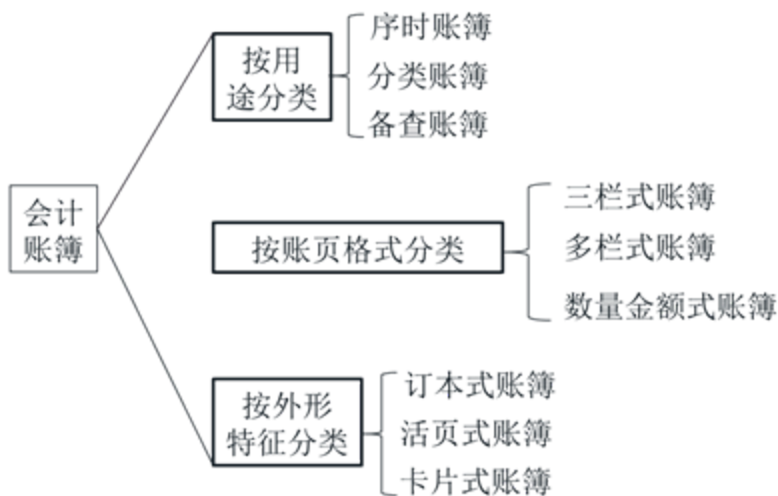 会计
账簿
按用
途分类
序时账簿
分类账簿
备查账簿
按账页格式分类
三栏式账簿
多栏式账簿
数量金额式账簿
按外形
特征分类
订本式账簿
活页式账簿
卡片式账簿